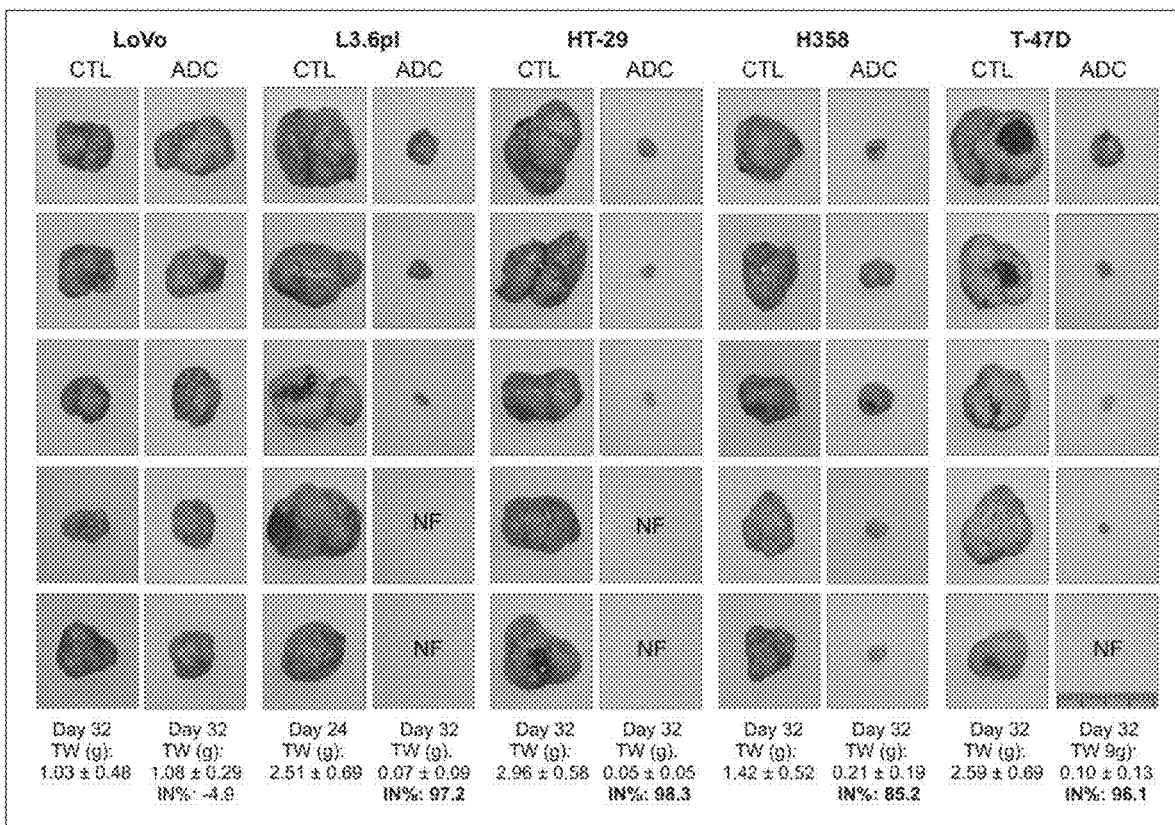 LoVo L3.6pl HT-29 H358 T-47D
CTL ADC CTL ADC CTL ADC CTL ADC CTL ADC
NF NF
NF NF NF
Day 32 Day 32 Day 24 Day 32 Day 32 Day 32 Day 32 Day 32 Day 32 Day 32
TW (g): TW (g): TW (g): TW (g): TW (g): TW (g): TW (g): TW (g): TW (g): TW 9g)
1.03 ± 0.48 1.08 ± 0.29 2.51 ± 0.69 0.07 ± 0.09 2.96 ± 0.58 0.05 ± 0.05 1.42 ± 0.52 0.21 ± 0.19 2.59 ± 0.69 0.10 ± 0.13
IN%: -4.9 IN%: 97.2 IN%: 98.3 IN%: 85.2 IN%: 96.1